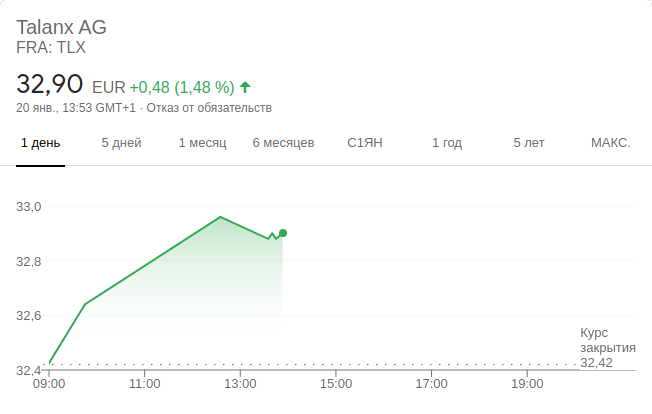 Talanx AG
FRA: TLX
32,90 EUR +0,48 (1,48 %) ↑
20 янв., 13:53 GMT+1 · Отказ от обязательств
1 день 5 дней 1 месяц 6 месяцев С1ЯН 1 год 5 лет МАКС.
33,0
32,8
32,6
Курс
закрытия
32,42
32,4
09:00 11:00 13:00 15:00 17:00 19:00